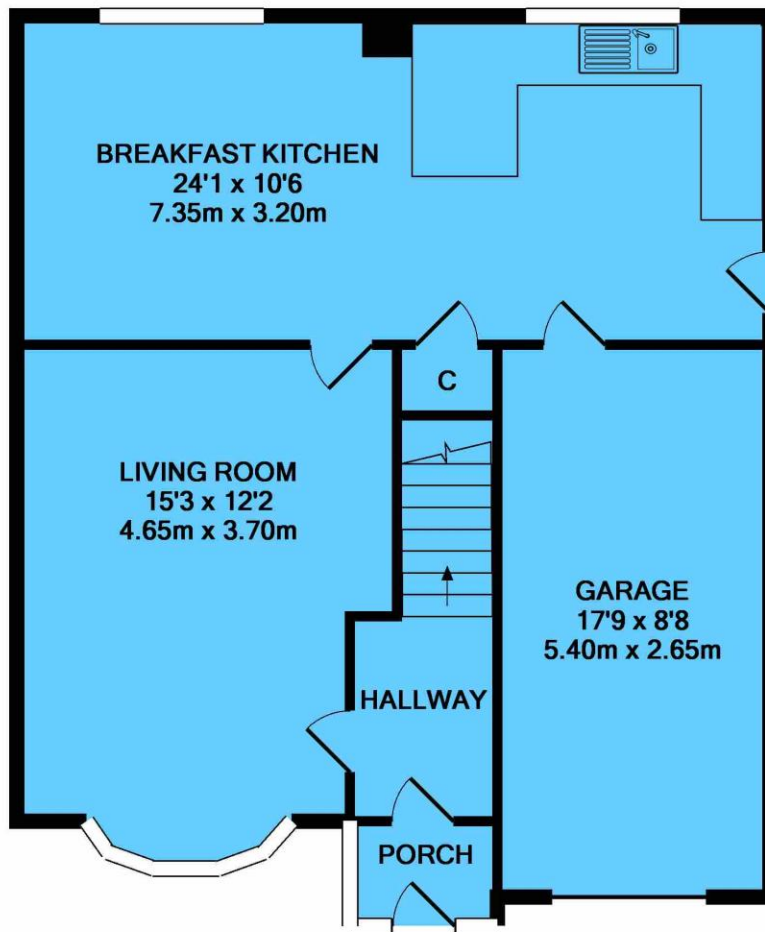 BREAKFAST KITCHEN
24'1 x 10'6
7.35m x 3.20m
C
LIVING ROOM
15'3 x 12'2
4.65m x 3.70m
GARAGE
17'9 x 8'8
5.40m x 2.65m
HALLWAY
PORCH